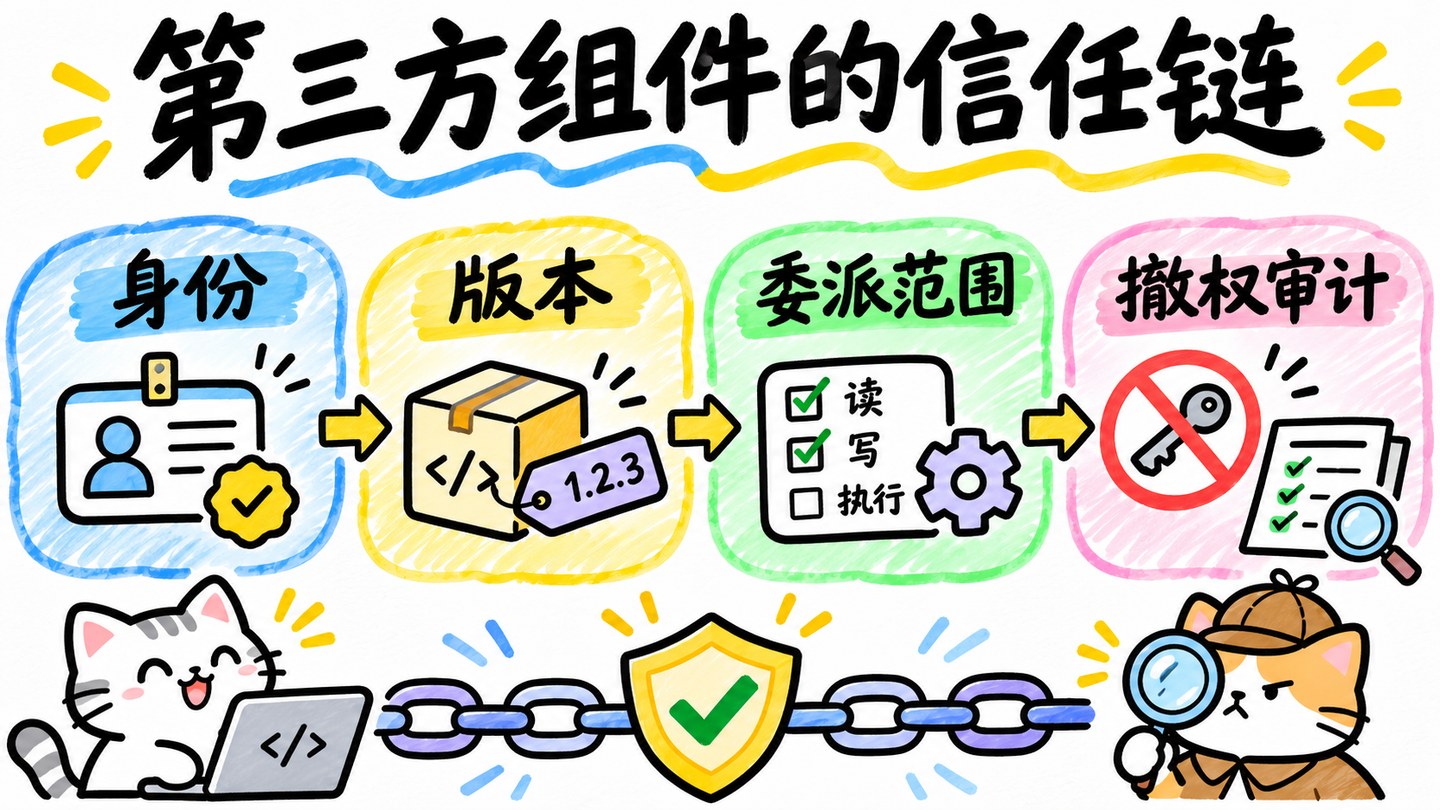 第三方组件的信任链
身份
版本
委派范围
撤权审计
</>
1.2.3
读
写
执行
</>